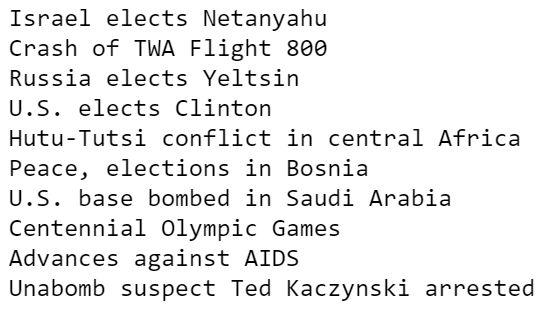 Israel elects Netanyahu
Crash of TWA Flight 800
Russia elects Yeltsin
U.S. elects Clinton
Hutu-Tutsi conflict in central Africa
Peace, elections in Bosnia
U.S. base bombed in Saudi Arabia
Centennial Olympic Games
Advances against AIDS
Unabomb suspect Ted Kaczynski arrested